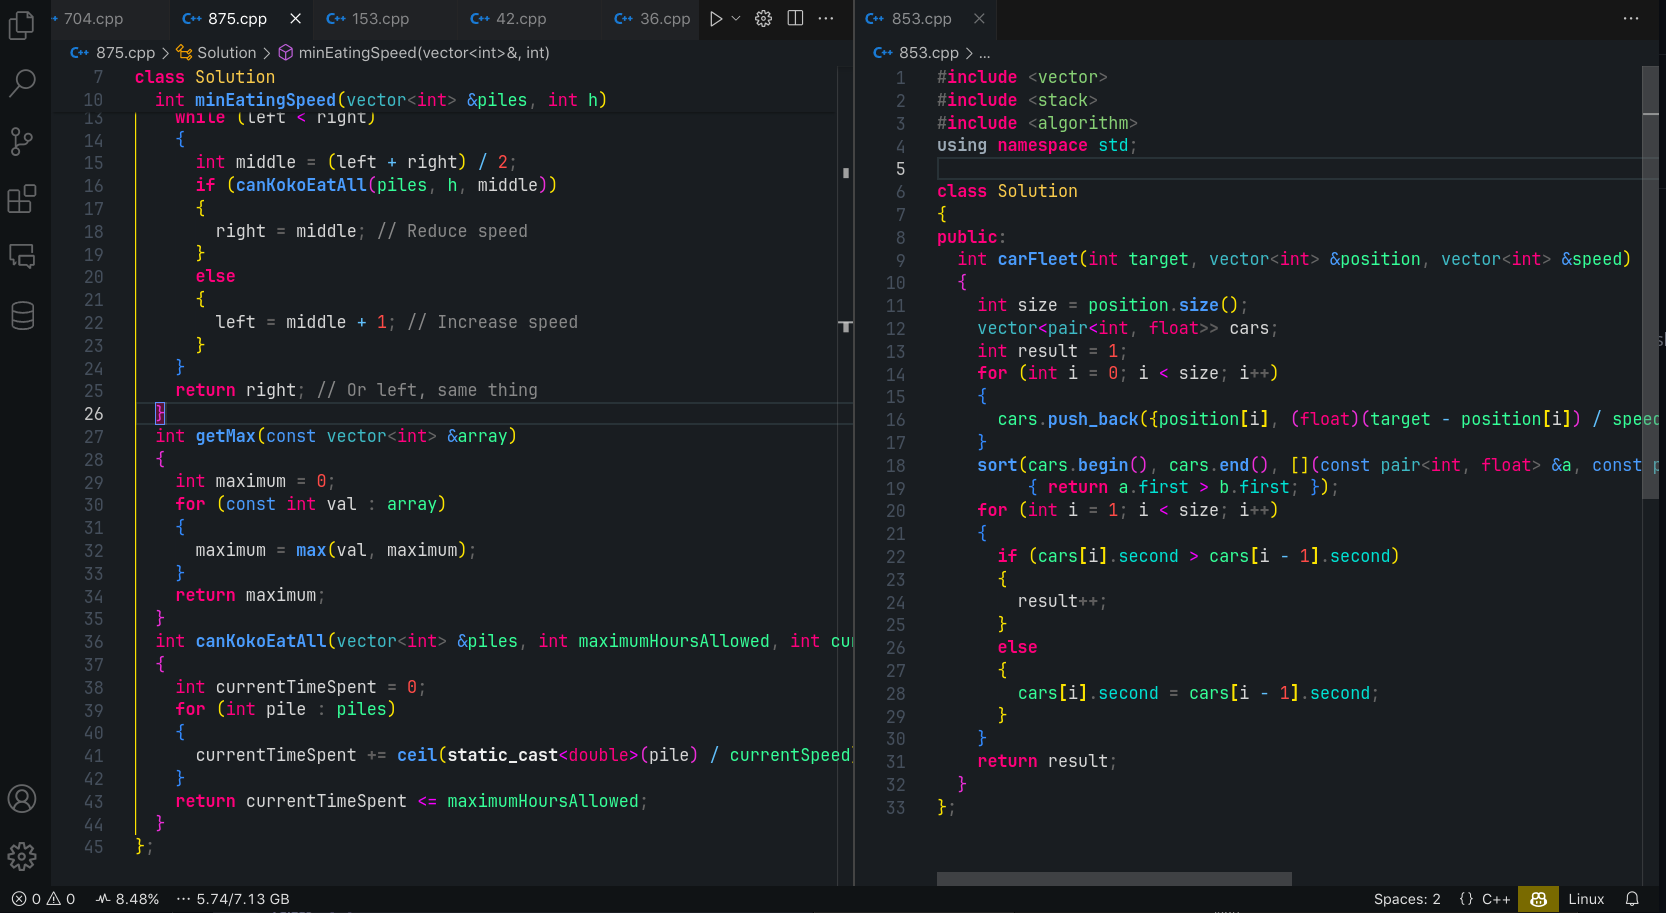 704.cpp
875.cpp
153.cpp
42.cpp
36.cpp
875.cpp > Solution > minEatingSpeed(vector<int>&, int)
7 class Solution
10 int minEatingSpeed(vector<int> &piles, int h)
13 while (left < right)
14 {
15 int middle = (left + right) / 2;
16 if (canKokoEatAll(piles, h, middle))
17 {
18 right = middle; // Reduce speed
19 }
20 else
21 {
22 left = middle + 1; // Increase speed
23 }
24 }
25 return right; // Or left, same thing
26 }
27 int getMax(const vector<int> &array)
28 {
29 int maximum = 0;
30 for (const int val : array)
31 {
32 maximum = max(val, maximum);
33 }
34 return maximum;
35 }
36 int canKokoEatAll(vector<int> &piles, int maximumHoursAllowed, int cu
37 {
38 int currentTimeSpent = 0;
39 for (int pile : piles)
40 {
41 currentTimeSpent += ceil(static_cast<double>(pile) / currentSpeed)
42 }
43 return currentTimeSpent <= maximumHoursAllowed;
44 }
45 };
853.cpp
853.cpp > ...
1 #include <vector>
2 #include <stack>
3 #include <algorithm>
4 using namespace std;
5
6 class Solution
7 {
8 public:
9 int carFleet(int target, vector<int> &position, vector<int> &speed)
10 {
11 int size = position.size();
12 vector<pair<int, float>> cars;
13 int result = 1;
14 for (int i = 0; i < size; i++)
15 {
16 cars.push_back({position[i], (float)(target - position[i]) / speed
17 }
18 sort(cars.begin(), cars.end(), [](const pair<int, float> &a, const p
19 { return a.first > b.first; });
20 for (int i = 1; i < size; i++)
21 {
22 if (cars[i].second > cars[i - 1].second)
23 {
24 result++;
25 }
26 else
27 {
28 cars[i].second = cars[i - 1].second;
29 }
30 }
31 return result;
32 }
33 };
0 0 8.48% ··· 5.74/7.13 GB
Spaces: 2 {} C++ Linux